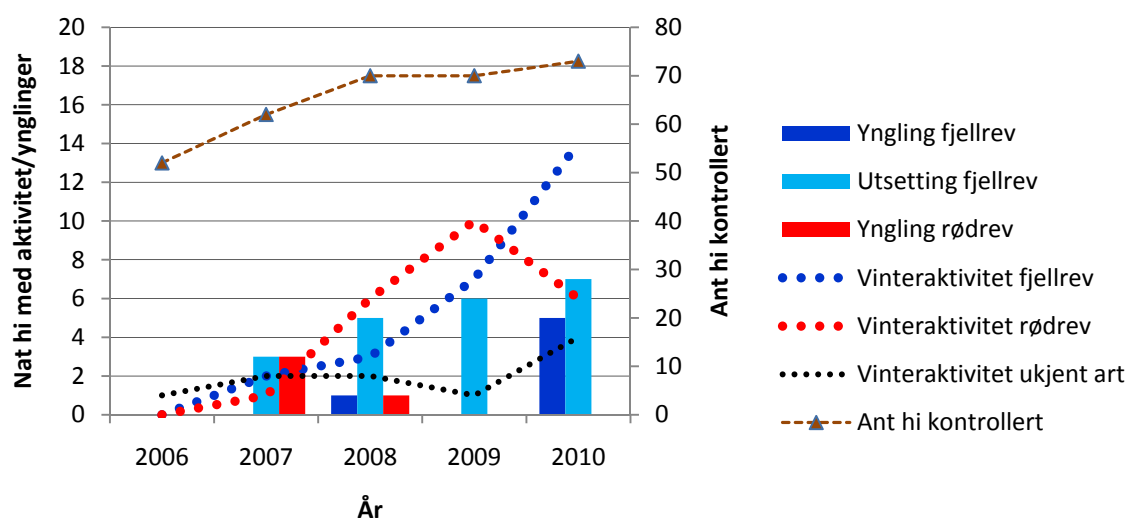 Nat hi med aktivitet/ynglinger
20
18
16
14
12
10
8
6
4
2
0
80
70
60
50
40
30
20
10
0
Ant hi kontrollert
2006 2007 2008 2009 2010
År
Yngling fjellrev
Utsetting fjellrev
Yngling rødrev
Vinteraktivitet fjellrev
Vinteraktivitet rødrev
Vinteraktivitet ukjent art
Ant hi kontrollert